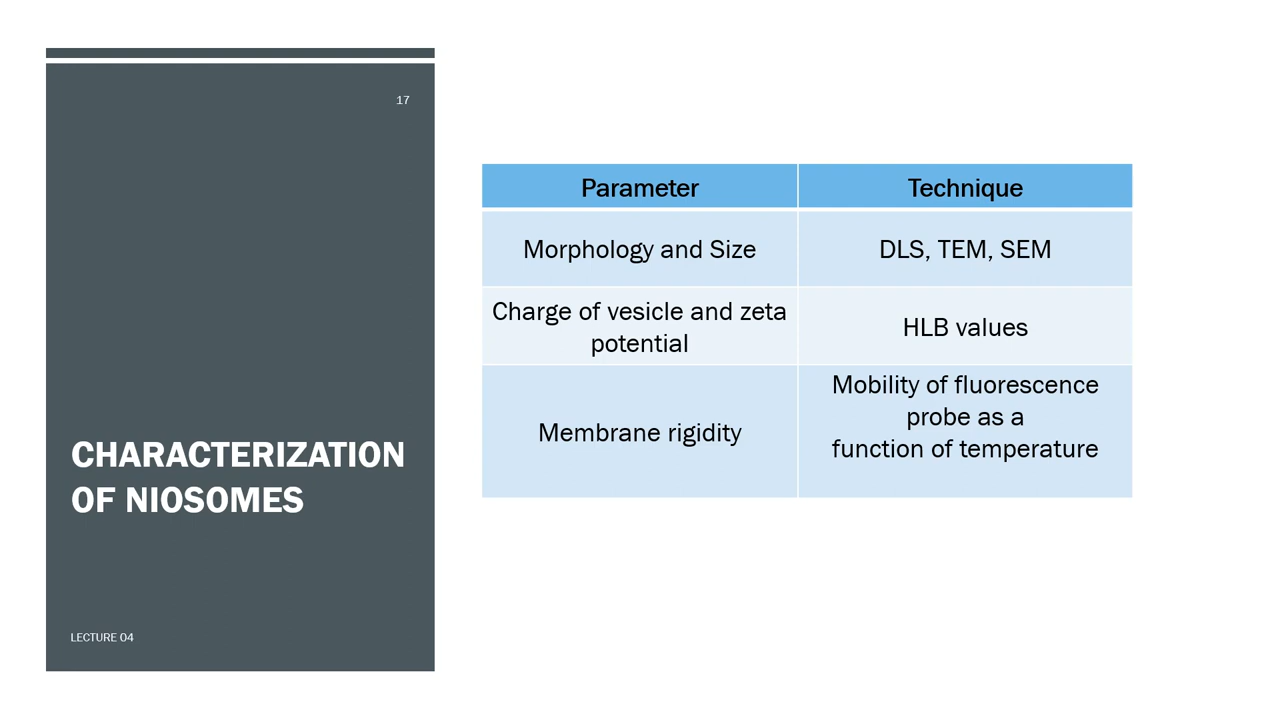 17
CHARACTERIZATION
OF NIOSOMES
LECTURE 04
Parameter
Technique
Morphology and Size
DLS, TEM, SEM
Charge of vesicle and zeta
potential
HLB values
Membrane rigidity
Mobility of fluorescence
probe as a
function of temperature